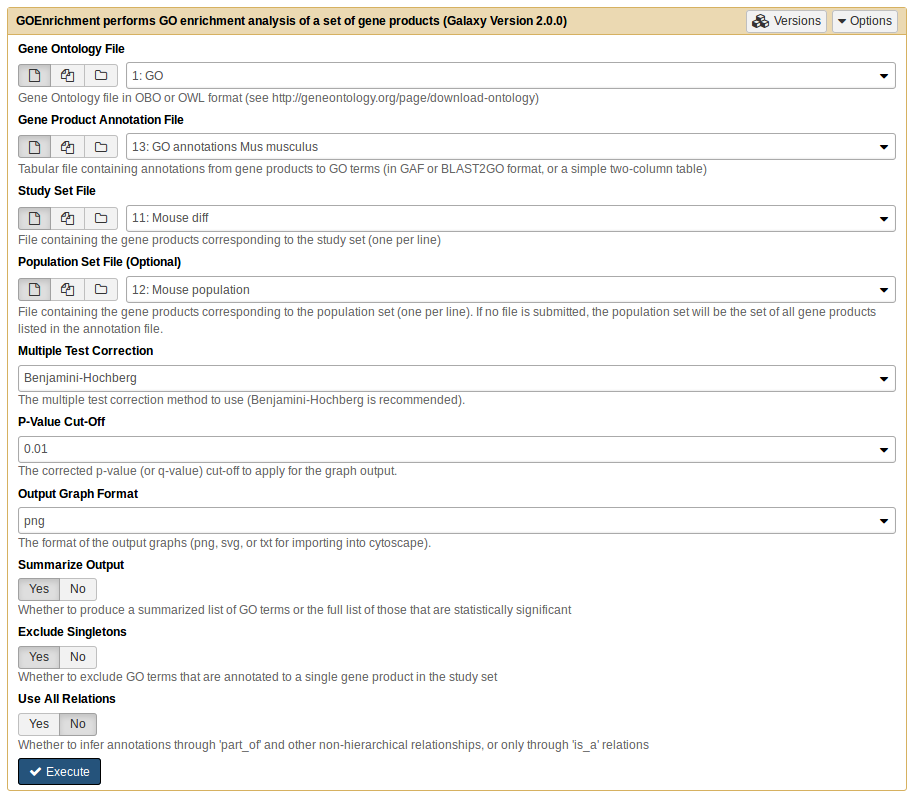 GOEnrichment performs GO enrichment analysis of a set of gene products (Galaxy Version 2.0.0)
Versions
Options
Gene Ontology File
1: GO
Gene Ontology file in OBO or OWL format (see http://geneontology.org/page/download-ontology)
Gene Product Annotation File
13: GO annotations Mus musculus
Tabular file containing annotations from gene products to GO terms (in GAF or BLAST2GO format, or a simple two-column table)
Study Set File
11: Mouse diff
File containing the gene products corresponding to the study set (one per line)
Population Set File (Optional)
12: Mouse population
File containing the gene products corresponding to the population set (one per line). If no file is submitted, the population set will be the set of all gene products
listed in the annotation file.
Multiple Test Correction
Benjamini-Hochberg
The multiple test correction method to use (Benjamini-Hochberg is recommended).
P-Value Cut-Off
0.01
The corrected p-value (or q-value) cut-off to apply for the graph output.
Output Graph Format
png
The format of the output graphs (png, svg, or txt for importing into cytoscape).
Summarize Output
Yes No
Whether to produce a summarized list of GO terms or the full list of those that are statistically significant
Exclude Singletons
Yes No
Whether to exclude GO terms that are annotated to a single gene product in the study set
Use All Relations
Yes No
Whether to infer annotations through 'part_of' and other non-hierarchical relationships, or only through 'is_a' relations
Execute